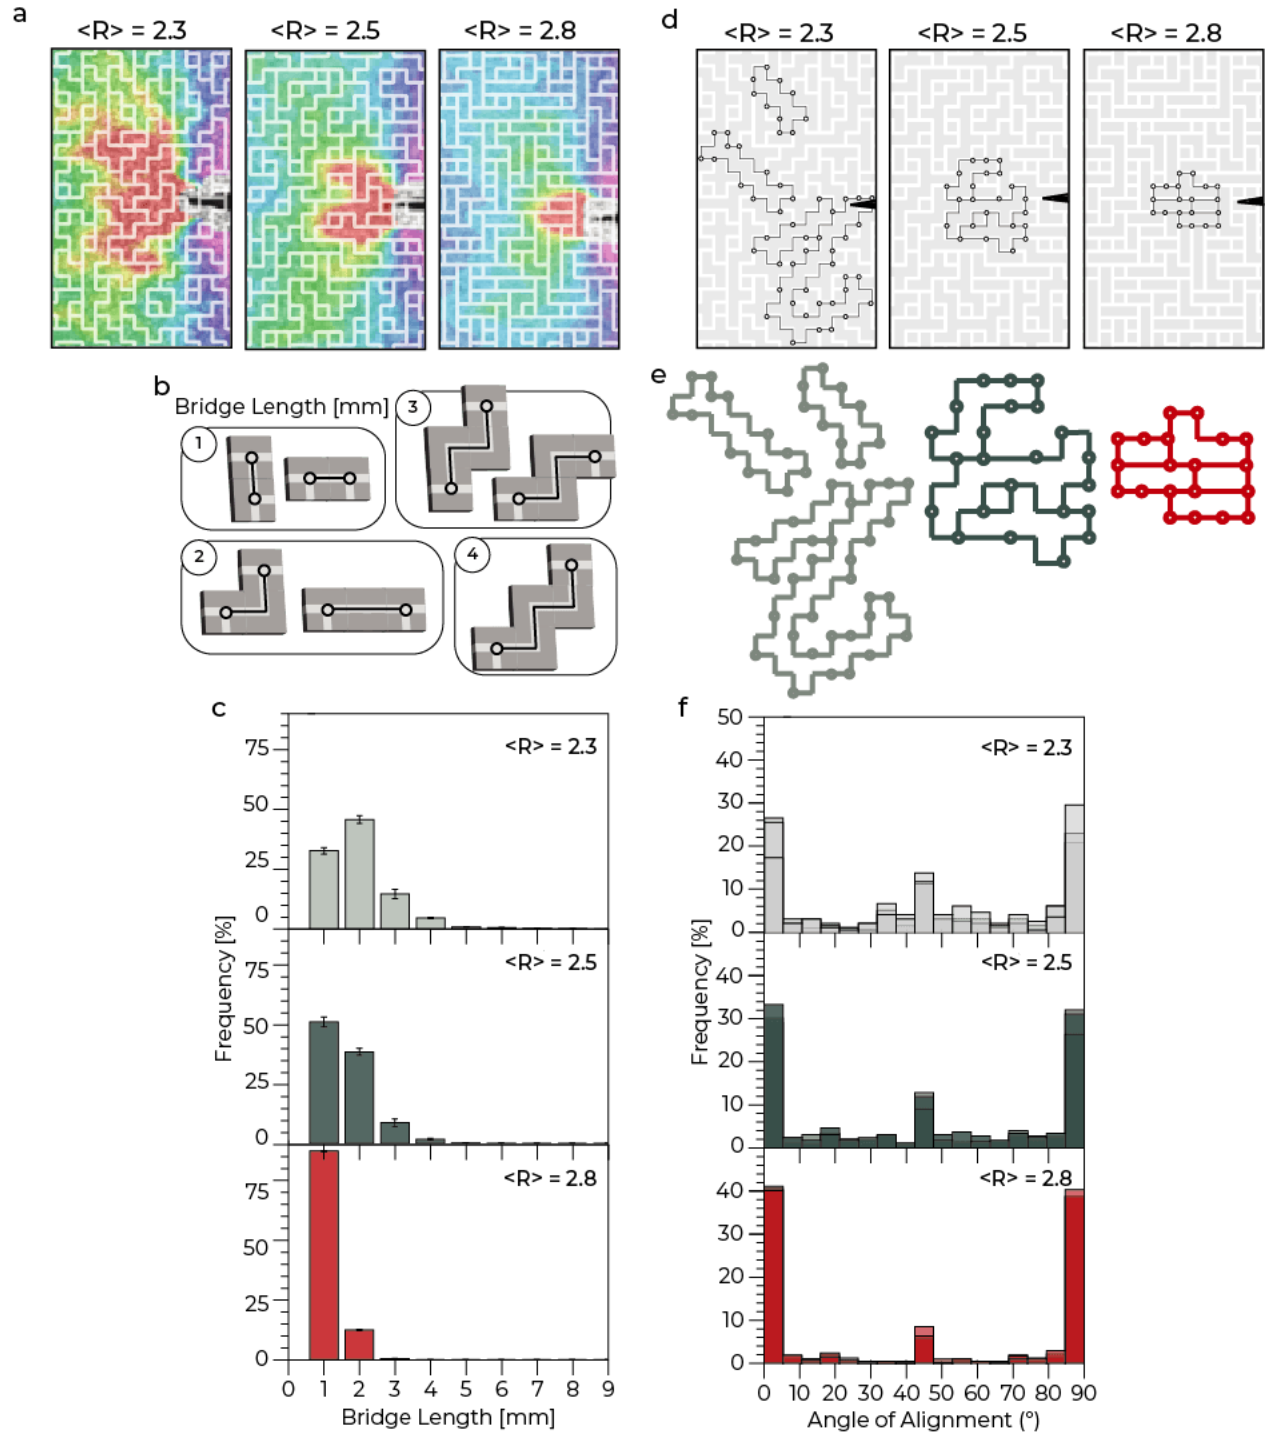 a
<R> = 2.3
<R> = 2.5
<R> = 2.8
d
<R> = 2.3
<R> = 2.5
<R> = 2.8
b
Bridge Length [mm]
1
3
2
4
e
c
<R> = 2.3
75
50
25
0
<R> = 2.5
75
50
25
0
<R> = 2.8
75
50
25
0
Frequency [%]
0 1 2 3 4 5 6 7 8 9
Bridge Length [mm]
f
<R> = 2.3
50
40
30
20
10
0
<R> = 2.5
40
30
20
10
0
<R> = 2.8
40
30
20
10
0
Frequency [%]
0 10 20 30 40 50 60 70 80 90
Angle of Alignment (º)